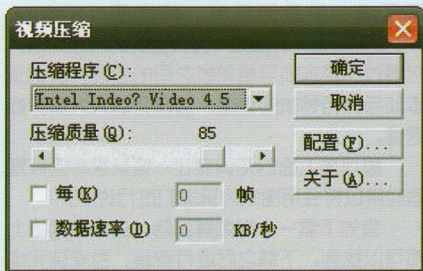 视频压缩
压缩程序(C):
Intel Indeo? Video 4.5
压缩质量(Q): 85
每(K) 0 帧
数据速率(D) 0 KB/秒
确定
取消
配置(F)...
关于(A)...